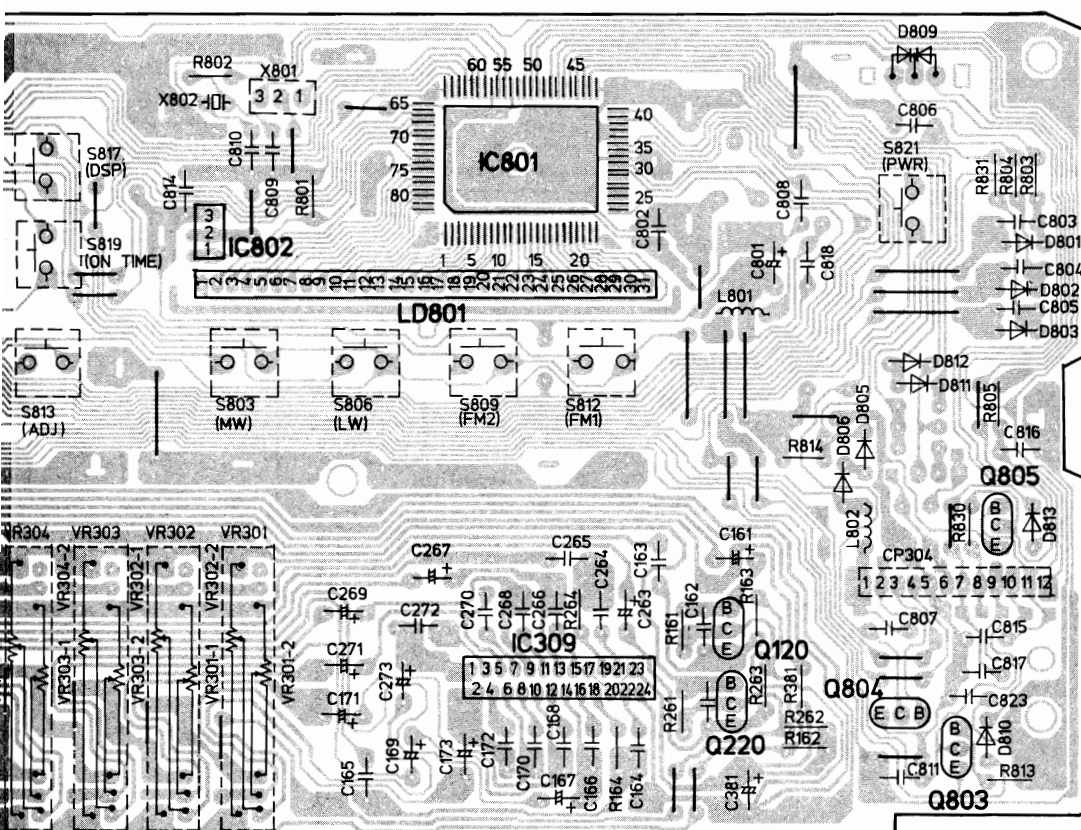 D809
R802
X801
60 55 50 45
X802
3 2 1
65
70
75
80
40
35
30
25
C806
S817
(DSP)
C810
C809
R801
C814
IC801
S821
(PWR)
R831
R804
R803
C808
C802
C803
D801
S819
(ON TIME)
3
2
1
IC802
1 5 10 15 20
C801
C818
C804
D802
C805
D803
1 2 3 4 5 6 7 8 9 10 11 12 13 14 15 16 17 18 19 20 21 22 23 24 25 26 27 28 29 30 31
LD801
L801
D812
D811
S813
(ADJ)
S803
(MW)
S806
(LW)
S809
(FM2)
S812
(FM1)
R805
D805
D806
R814
C816
Q805
VR304
VR303
VR302
VR301
C267
C265
C264
C163
C161
L802
R830
B
C
E
D813
CP304
1 2 3 4 5 6 7 8 9 10 11 12
VR304-2
VR302-1
VR302-2
C269
C272
C270
C268
C266
R264
C263
R161
C162
R163
B
C
E
Q120
C807
C815
IC309
1 3 5 7 9 11 13 15 17 19 21 23
2 4 6 8 10 12 14 16 18 20 22 24
VR303-1
VR303-2
VR301-1
VR301-2
C271
C273
C171
R261
B
C
E
R263
R381
Q220
R262
R162
C817
Q804
C823
E C B
B
C
E
D810
C165
C169
C173
C172
C170
C168
C167
C166
R164
C164
C381
C811
R813
Q803